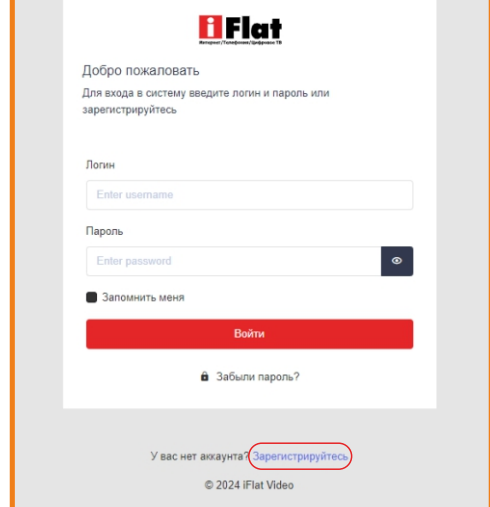 iFlat
Интернет/Телефония/Цифровое ТВ
Добро пожаловать
Для входа в систему введите логин и пароль или
зарегистрируйтесь
Логин
Enter username
Пароль
Enter password
Запомнить меня
Войти
Забыли пароль?
У вас нет аккаунта? Зарегистрируйтесь
© 2024 iFlat Video